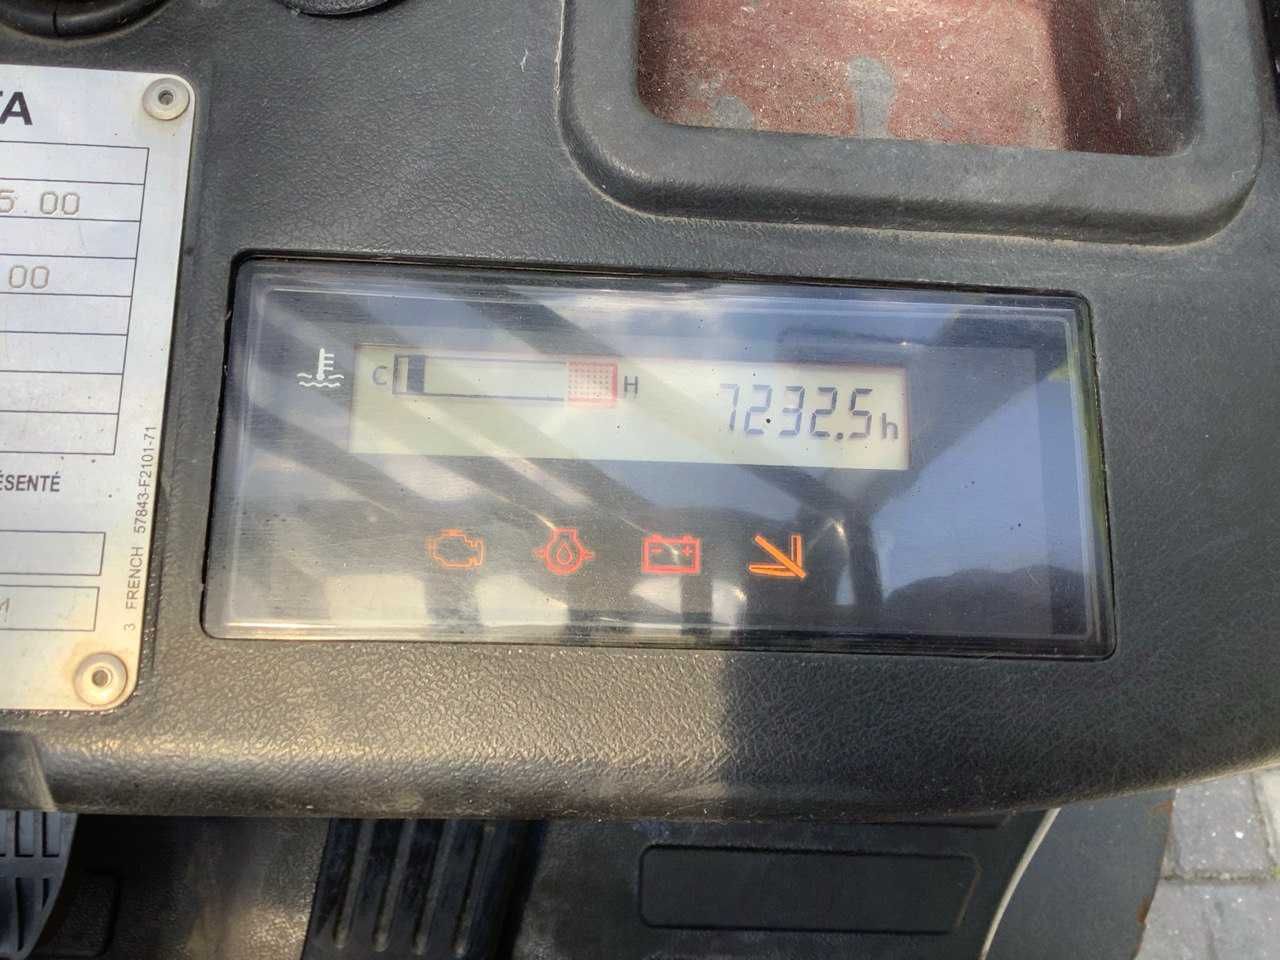 TA
5.00
00
ÉSENTÉ
3 FRENCH 57843-F2101-71
C H 7232.5h